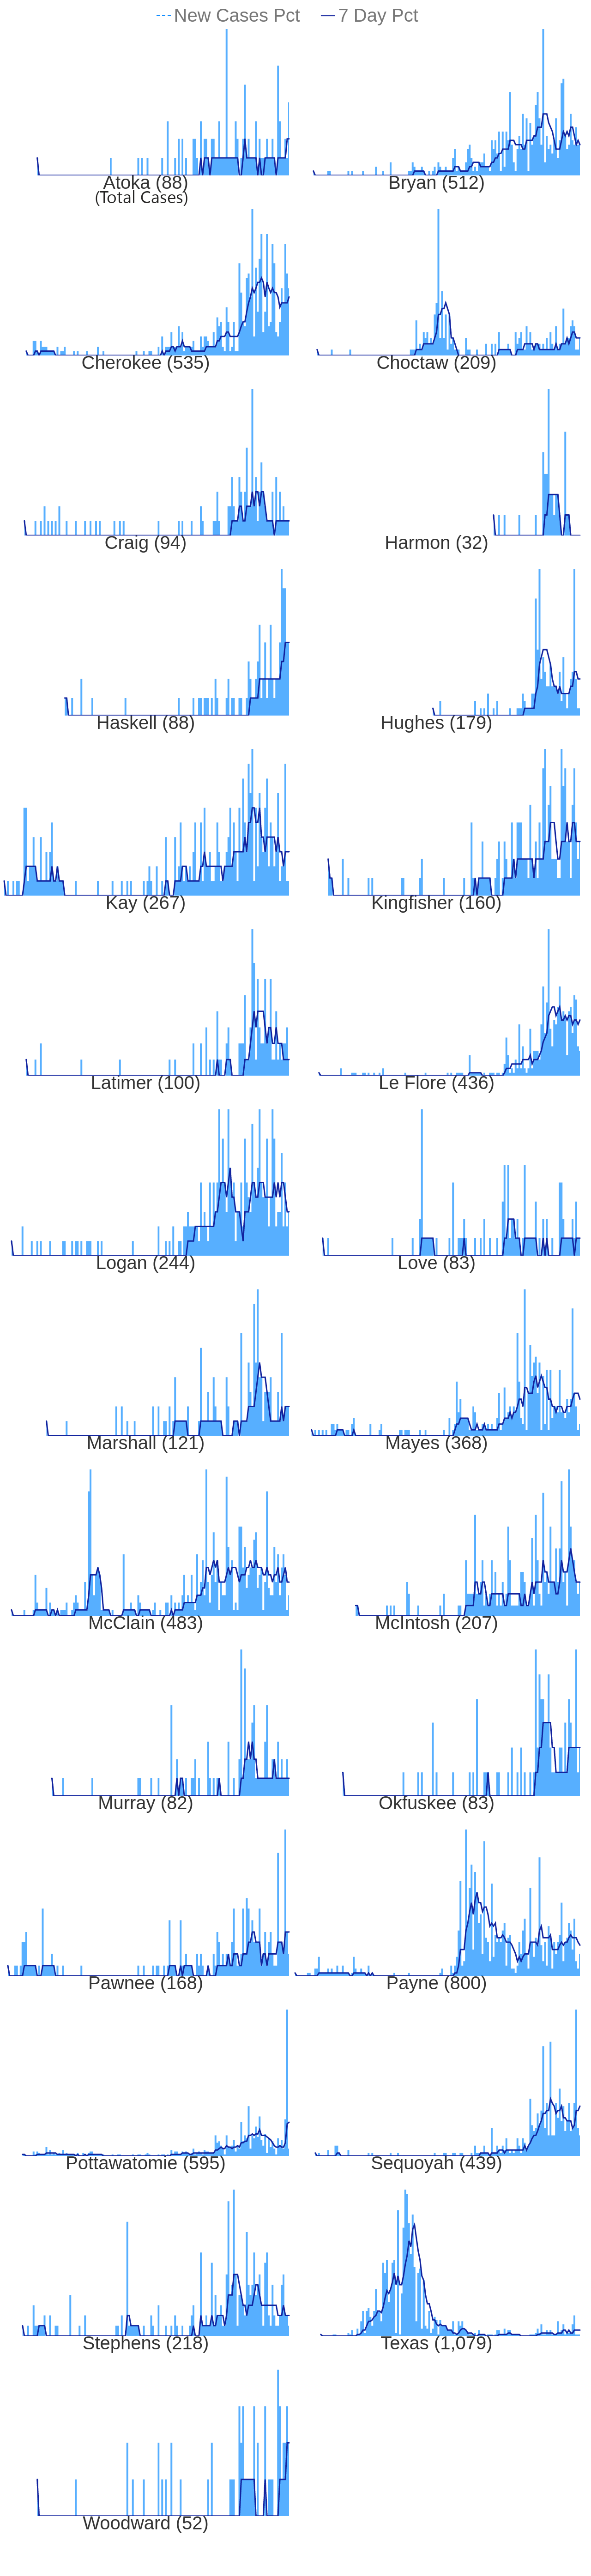 New Cases Pct 7 Day Pct
Atoka (88) Bryan (512)
(Total Cases)
Cherokee (535) Choctaw (209)
Craig (94) Harmon (32)
Haskell (88) Hughes (179)
Kay (267) Kingfisher (160)
Latimer (100) Le Flore (436)
Logan (244) Love (83)
Marshall (121) Mayes (368)
McClain (483) McIntosh (207)
Murray (82) Okfuskee (83)
Pawnee (168) Payne (800)
Pottawatomie (595) Sequoyah (439)
Stephens (218) Texas (1,079)
Woodward (52)